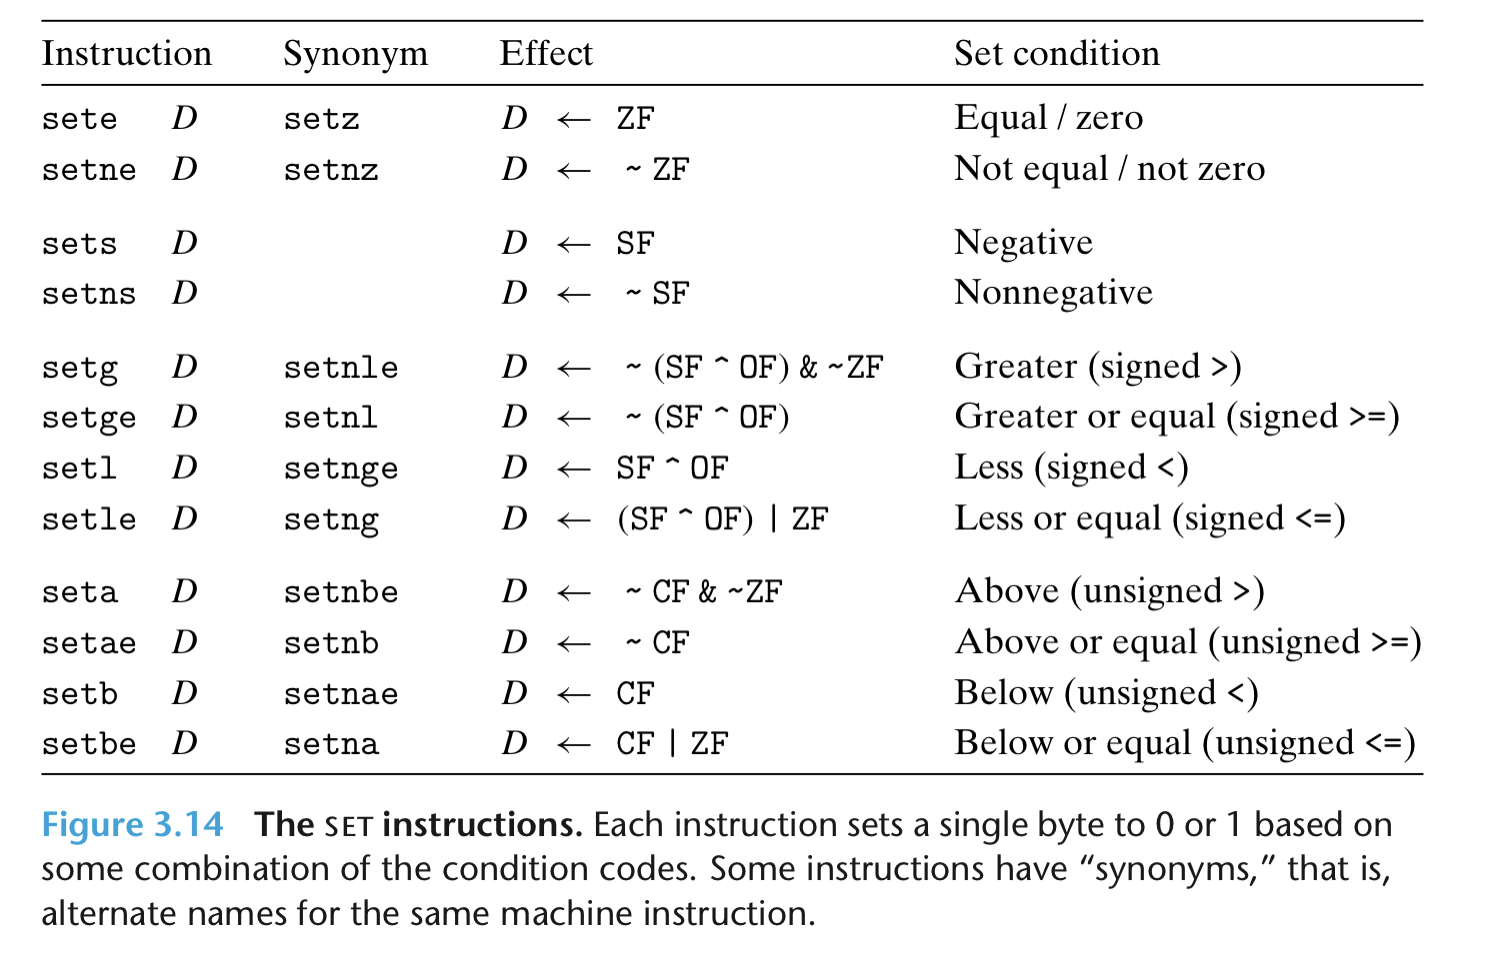 Instruction Synonym Effect Set condition
sete D setz D ← ZF Equal / zero
setne D setnz D ← ~ ZF Not equal / not zero
sets D D ← SF Negative
setns D D ← ~ SF Nonnegative
setg D setnle D ← ~ (SF ^ OF) & ~ZF Greater (signed >)
setge D setnl D ← ~ (SF ^ OF) Greater or equal (signed >=)
setl D setnge D ← SF ^ OF Less (signed <)
setle D setng D ← (SF ^ OF) | ZF Less or equal (signed <=)
seta D setnbe D ← ~ CF & ~ZF Above (unsigned >)
setae D setnb D ← ~ CF Above or equal (unsigned >=)
setb D setnae D ← CF Below (unsigned <)
setbe D setna D ← CF | ZF Below or equal (unsigned <=)
Figure 3.14 The SET instructions. Each instruction sets a single byte to 0 or 1 based on
some combination of the condition codes. Some instructions have “synonyms,” that is,
alternate names for the same machine instruction.